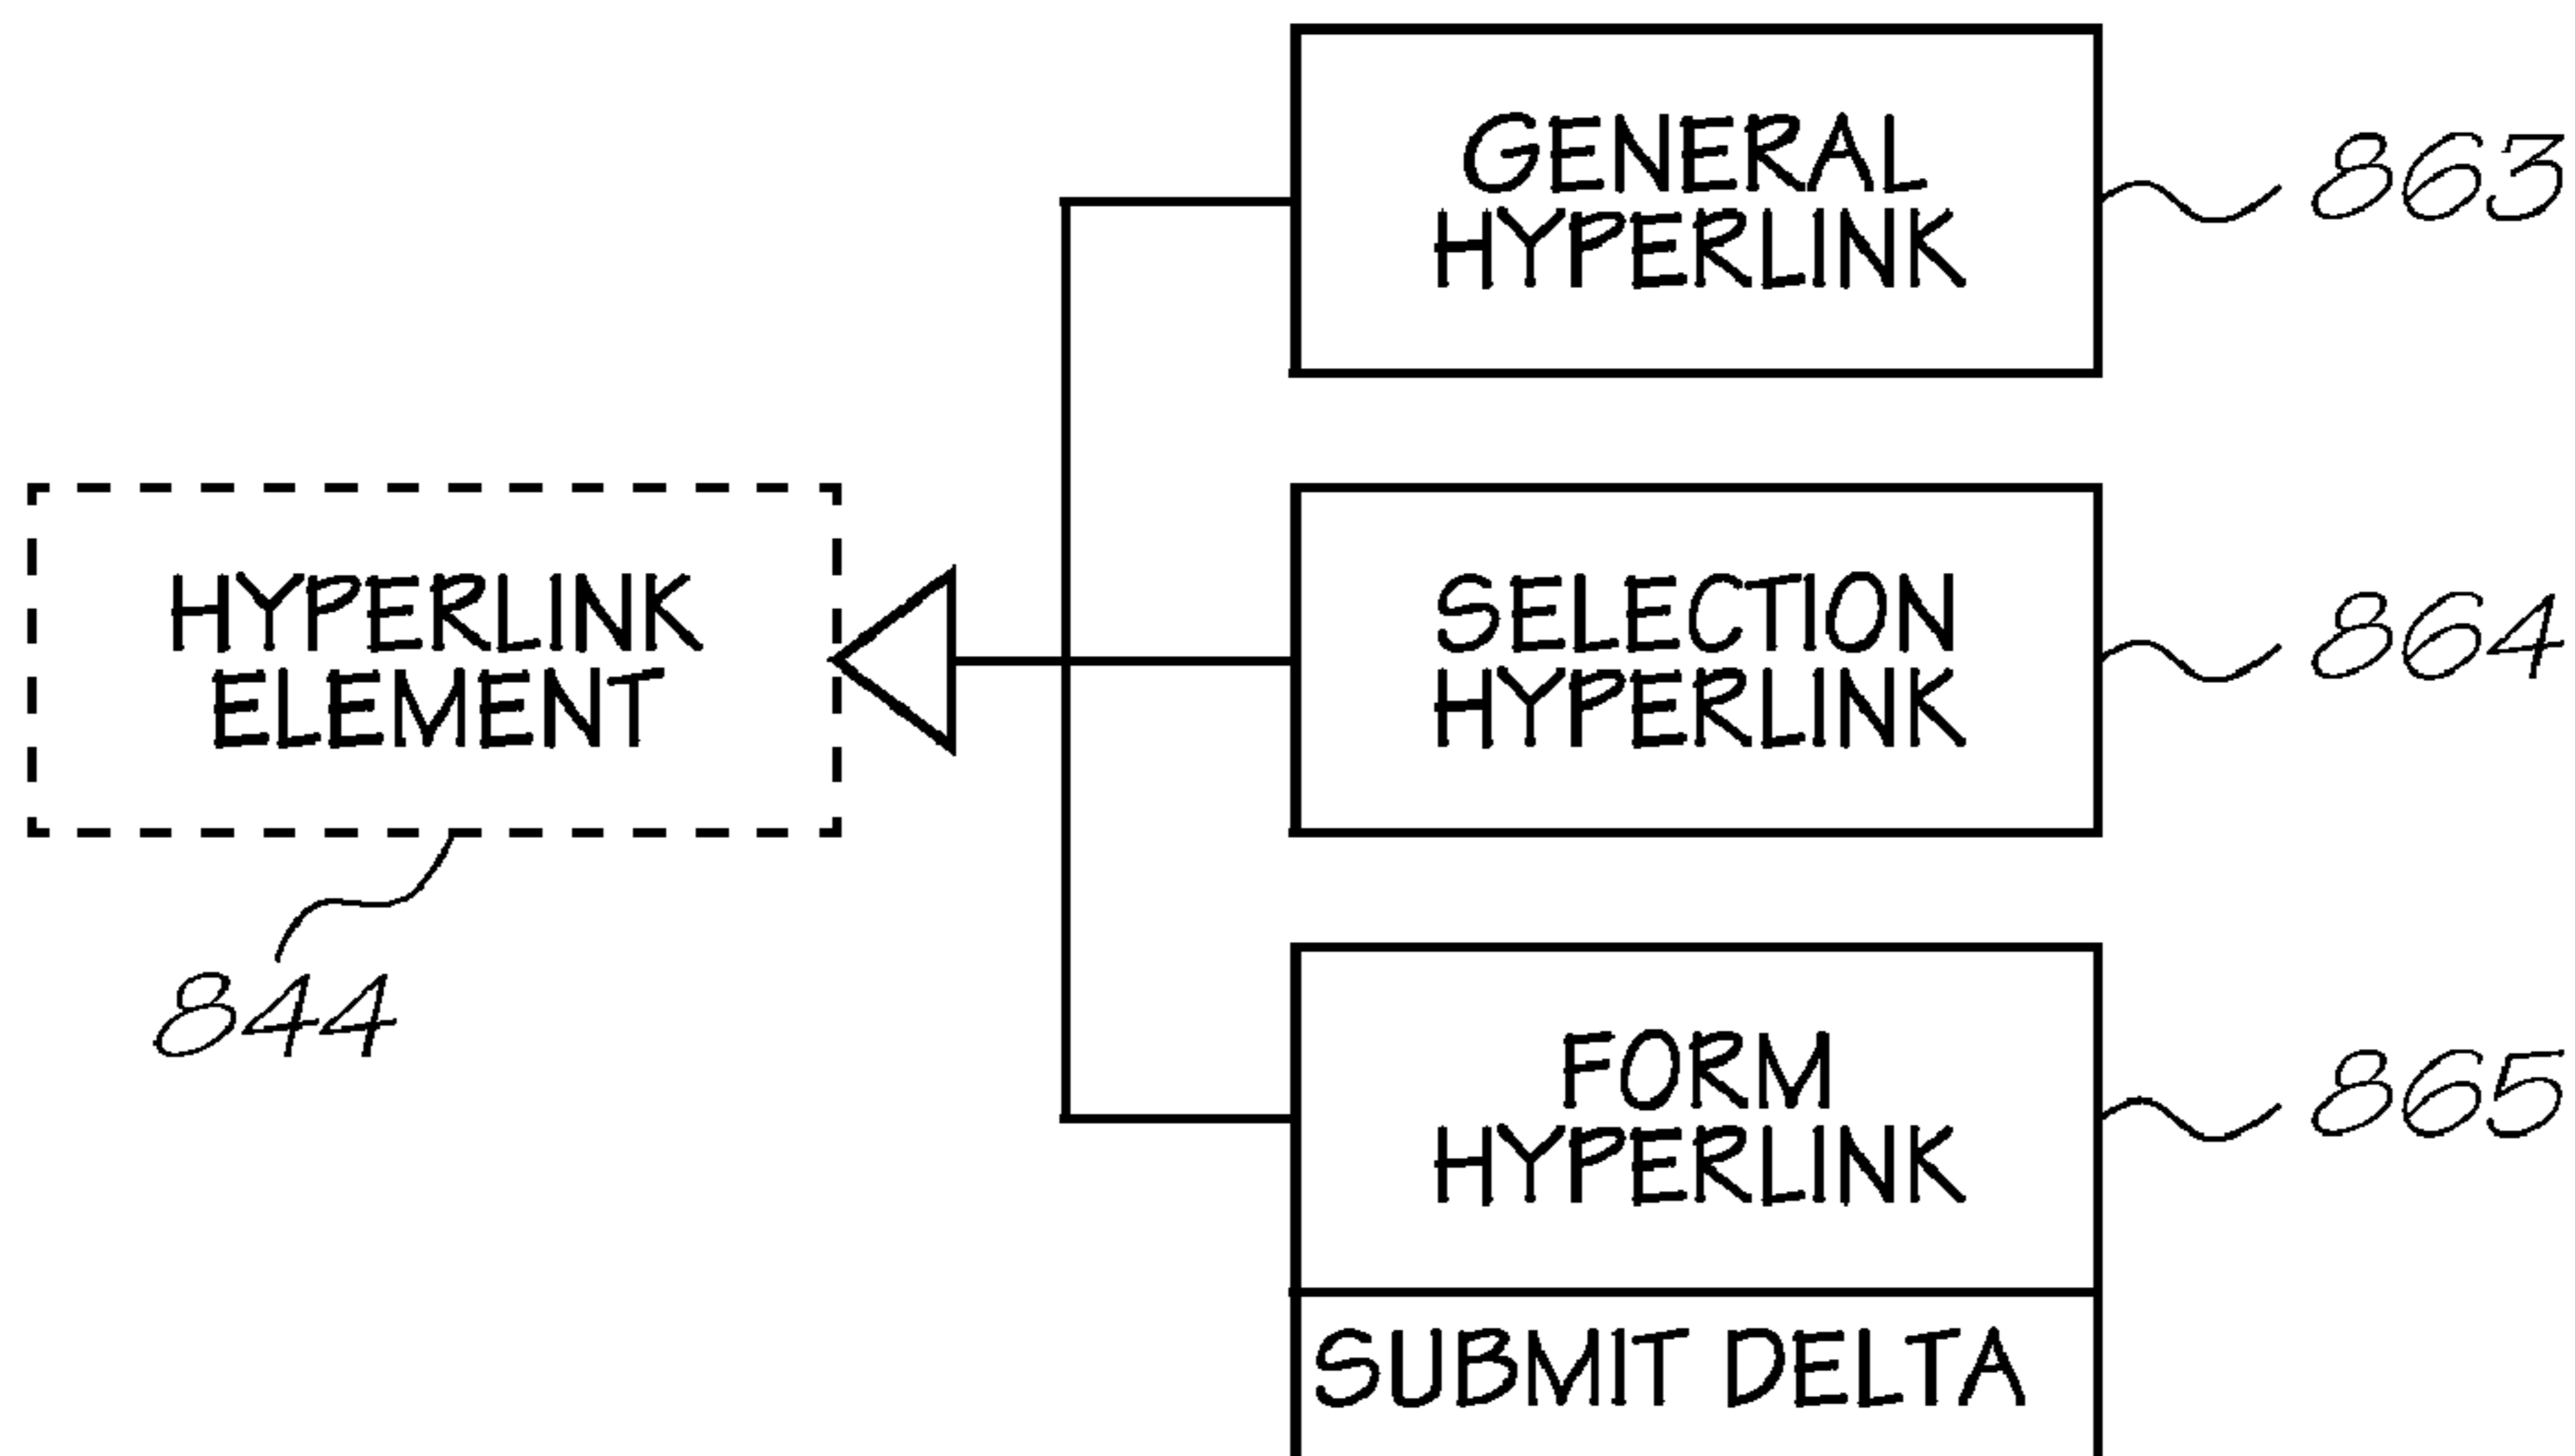 GENERAL
HYPERLINK
863
HYPERLINK
ELEMENT
844
SELECTION
HYPERLINK
864
FORM
HYPERLINK
865
SUBMIT DELTA